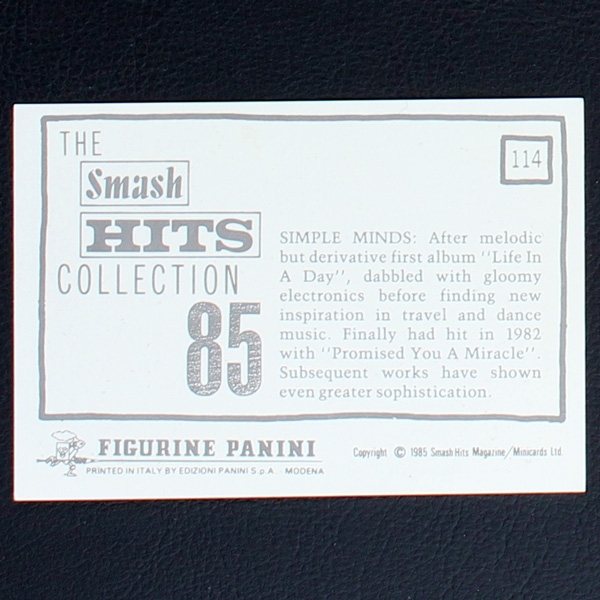 THE
Smash
HITS
COLLECTION
85
114
SIMPLE MINDS: After melodic
but derivative first album "Life In
A Day", dabbled with gloomy
electronics before finding new
inspiration in travel and dance
music. Finally had hit in 1982
with "Promised You A Miracle".
Subsequent works have shown
even greater sophistication.
FIGURINE PANINI
PRINTED IN ITALY BY EDIZIONI PANINI S.p.A. MODENA
Copyright © 1985 Smash Hits Magazine/Minicards Ltd.